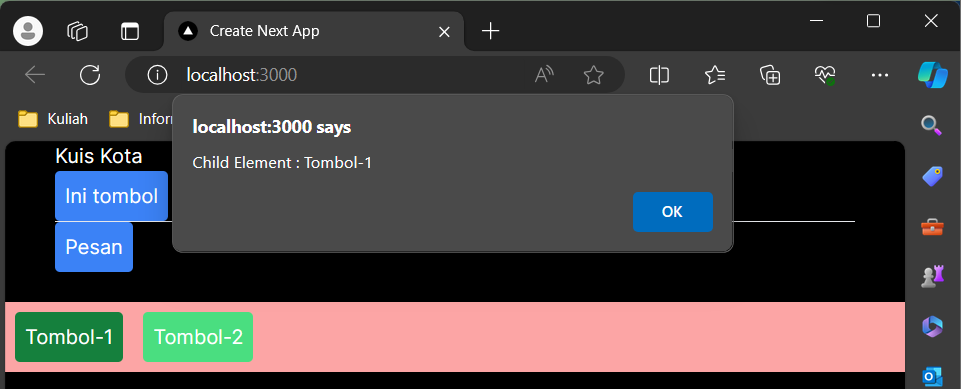 Create Next App
localhost:3000
Kuliah
localhost:3000 says
Child Element : Tombol-1
OK
Kuis Kota
Ini tombol
Pesan
Tombol-1
Tombol-2